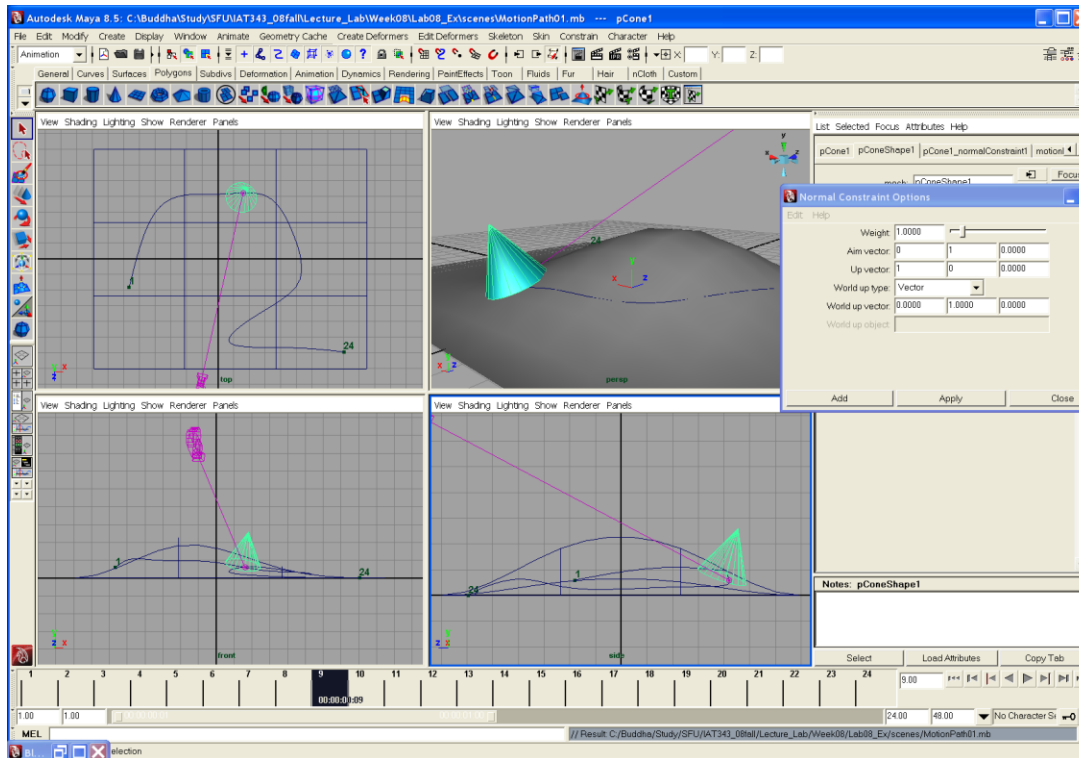 Autodesk Maya 8.5: C:\Buddha\Study\SFU\IAT343_08fall\Lecture_Lab\Week08\Lab08_Ex\scenes\MotionPath01.mb --- pCone1
File Edit Modify Create Display Window Animate Geometry Cache Create Deformers Edit Deformers Skeleton Skin Constrain Character Help
Animation X: Y: Z:
General Curves Surfaces Polygons Subdivs Deformation Animation Dynamics Rendering PaintEffects Toon Fluids Fur Hair nCloth Custom
View Shading Lighting Show Renderer Panels
1
24
x
z
top
View Shading Lighting Show Renderer Panels
y
x
z
24
y
z
x
persp
List Selected Focus Attributes Help
pCone1 pConeShape1 pCone1_normalConstraint1
mesh: pConeShape1 Focus
Normal Constraint Options
Edit Help
Weight: 1.0000
Aim vector: 0 1 0.0000
Up vector: 1 0 0.0000
World up type: Vector
World up vector: 0.0000 1.0000 0.0000
World up object:
Add Apply Close
View Shading Lighting Show Renderer Panels
1
24
y
z x
front
View Shading Lighting Show Renderer Panels
1
24
z x
side
Notes: pConeShape1
Select Load Attributes Copy Tab
1 2 3 4 5 6 7 8 9 10 11 12 13 14 15 16 17 18 19 20 21 22 23 24
00:00:00:09
9.00
1.00 1.00 24.00 48.00 No Character Se
MEL // Result C:/Buddha/Study/SFU/IAT343_08fall/Lecture_Lab/Week08/Lab08_Ex/scenes/MotionPath01.mb
Bl... election